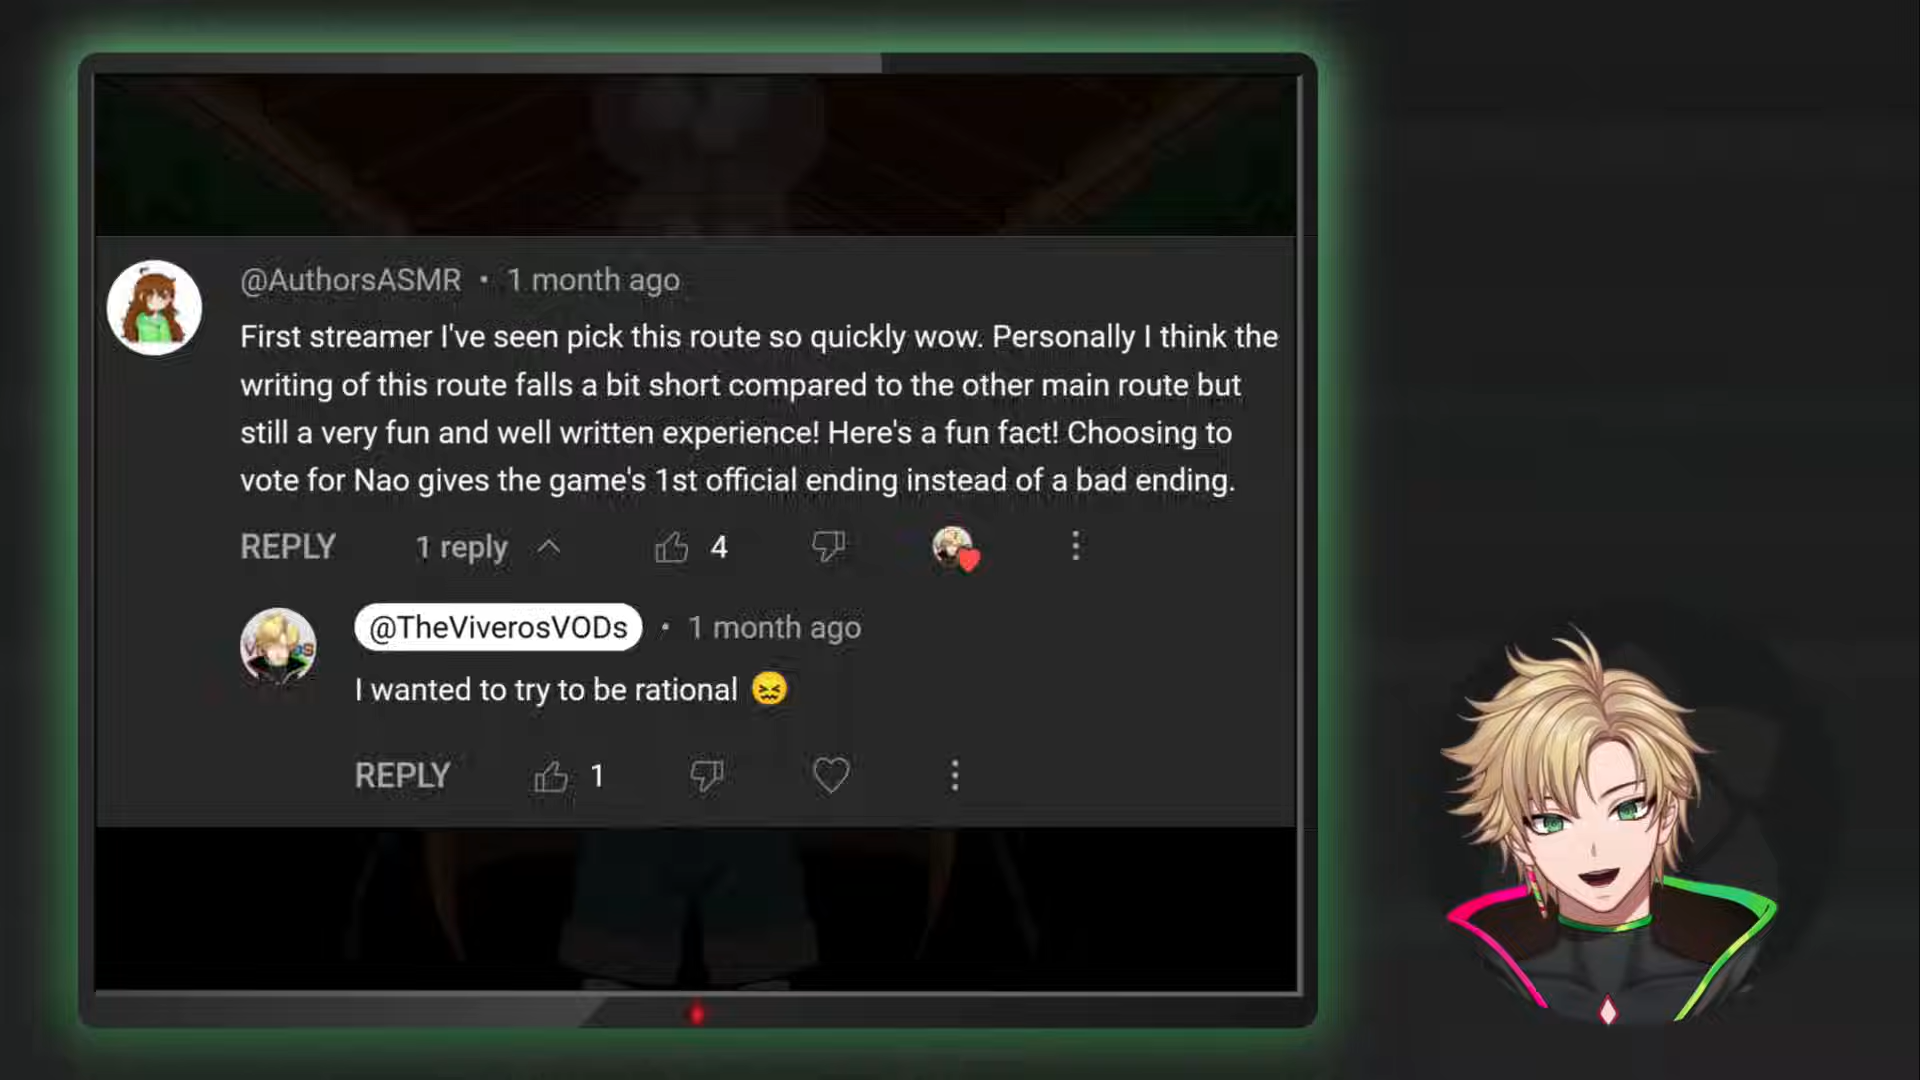 @AuthorsASMR • 1 month ago
First streamer I've seen pick this route so quickly wow. Personally I think the
writing of this route falls a bit short compared to the other main route but
still a very fun and well written experience! Here's a fun fact! Choosing to
vote for Nao gives the game's 1st official ending instead of a bad ending.
REPLY 1 reply 4
@TheViverosVODs • 1 month ago
I wanted to try to be rational 😖
REPLY 1